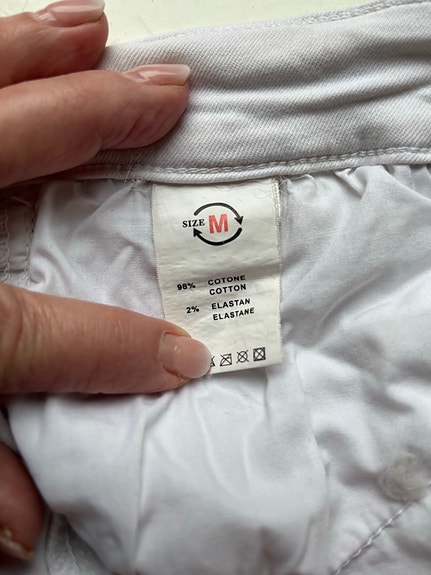 SIZE M
98% COTONE
COTTON
2% ELASTAN
ELASTANE